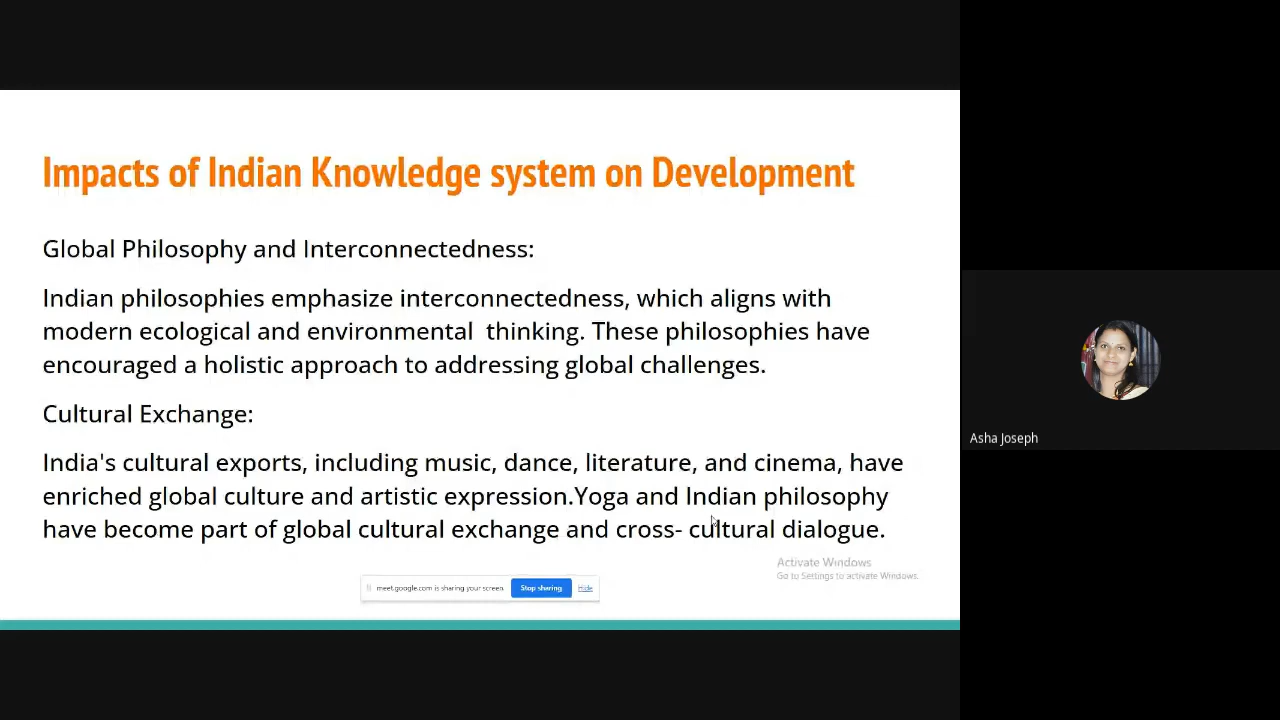 Impacts of Indian Knowledge system on Development
Global Philosophy and Interconnectedness:
Indian philosophies emphasize interconnectedness, which aligns with
modern ecological and environmental  thinking. These philosophies have
encouraged a holistic approach to addressing global challenges.
Cultural Exchange:
India's cultural exports, including music, dance, literature, and cinema, have
enriched global culture and artistic expression.Yoga and Indian philosophy
have become part of global cultural exchange and cross- cultural dialogue.
Activate Windows
Go to Settings to activate Windows.
meet.google.com is sharing your screen.
Stop sharing
Hide
Asha Joseph